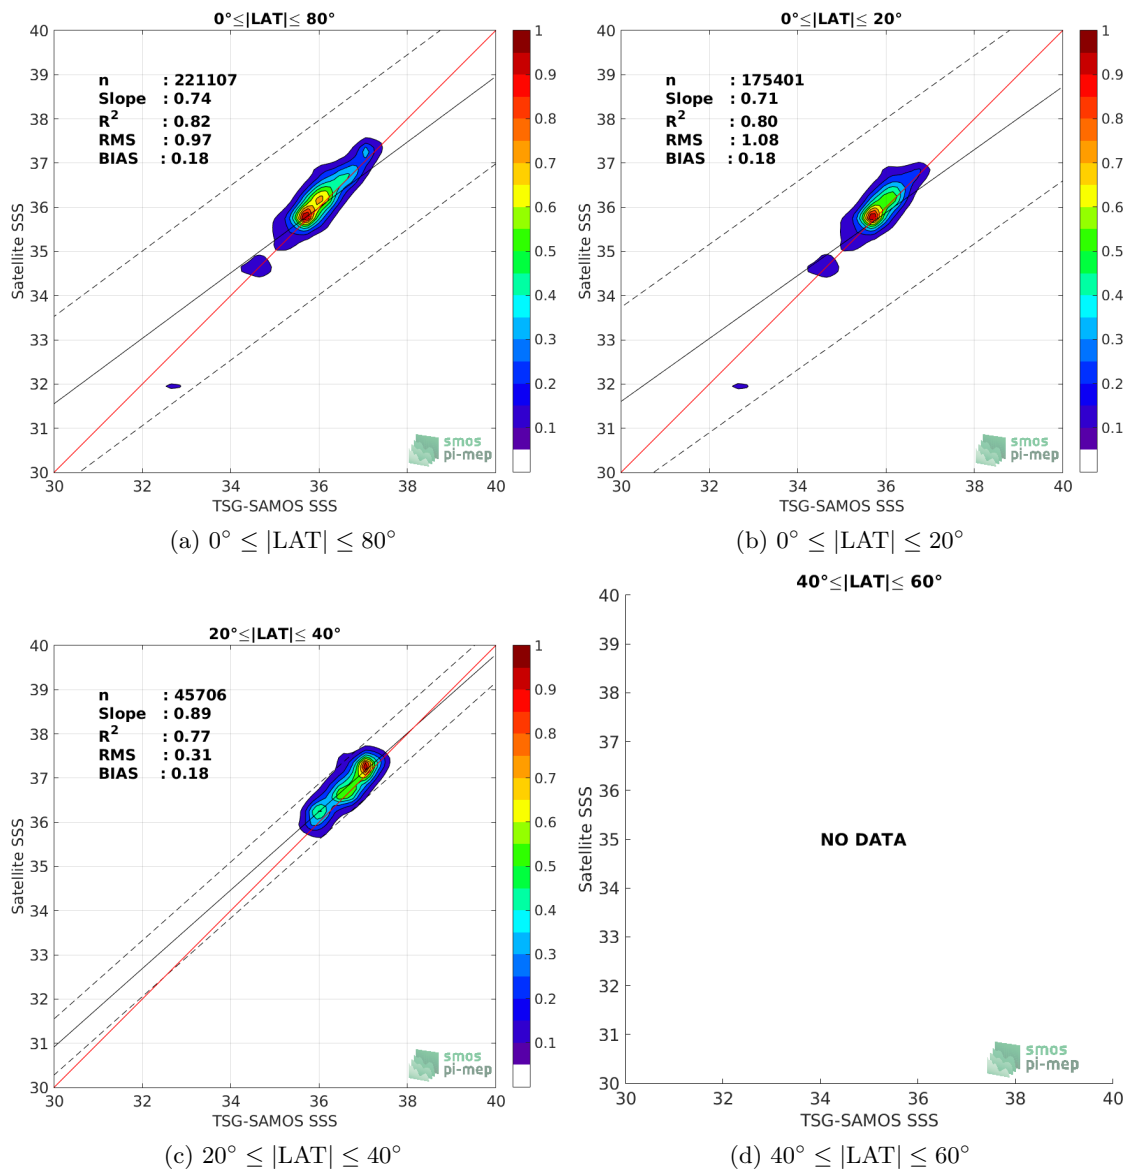 0°≤|LAT|≤ 80°
40
39
38
37
36
35
34
33
32
31
30
Satellite SSS
n : 221107
Slope : 0.74
R2 : 0.82
RMS : 0.97
BIAS : 0.18
1
0.9
0.8
0.7
0.6
0.5
0.4
0.3
0.2
0.1
smos
pi-mep
30 32 34 36 38 40
TSG-SAMOS SSS
(a) 0° ≤ |LAT| ≤ 80°
0°≤|LAT|≤ 20°
40
39
38
37
36
35
34
33
32
31
30
Satellite SSS
n : 175401
Slope : 0.71
R2 : 0.80
RMS : 1.08
BIAS : 0.18
1
0.9
0.8
0.7
0.6
0.5
0.4
0.3
0.2
0.1
smos
pi-mep
30 32 34 36 38 40
TSG-SAMOS SSS
(b) 0° ≤ |LAT| ≤ 20°
20°≤|LAT|≤ 40°
40
39
38
37
36
35
34
33
32
31
30
Satellite SSS
n : 45706
Slope : 0.89
R2 : 0.77
RMS : 0.31
BIAS : 0.18
1
0.9
0.8
0.7
0.6
0.5
0.4
0.3
0.2
0.1
smos
pi-mep
30 32 34 36 38 40
TSG-SAMOS SSS
(c) 20° ≤ |LAT| ≤ 40°
40°≤|LAT|≤ 60°
40
39
38
37
36
35
34
33
32
31
30
Satellite SSS
NO DATA
smos
pi-mep
30 32 34 36 38 40
TSG-SAMOS SSS
(d) 40° ≤ |LAT| ≤ 60°